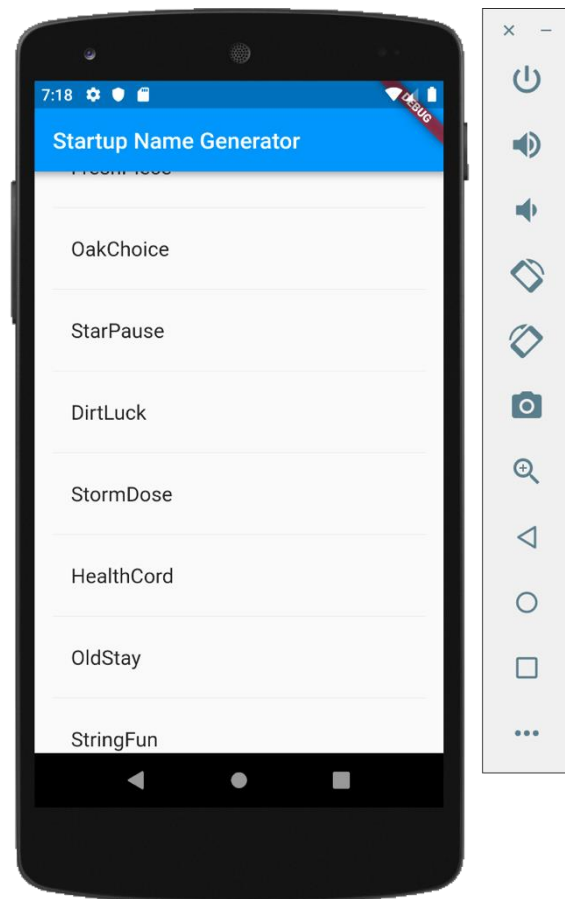 7:18
DEBUG
Startup Name Generator
OakChoice
StarPause
DirtLuck
StormDose
HealthCord
OldStay
StringFun